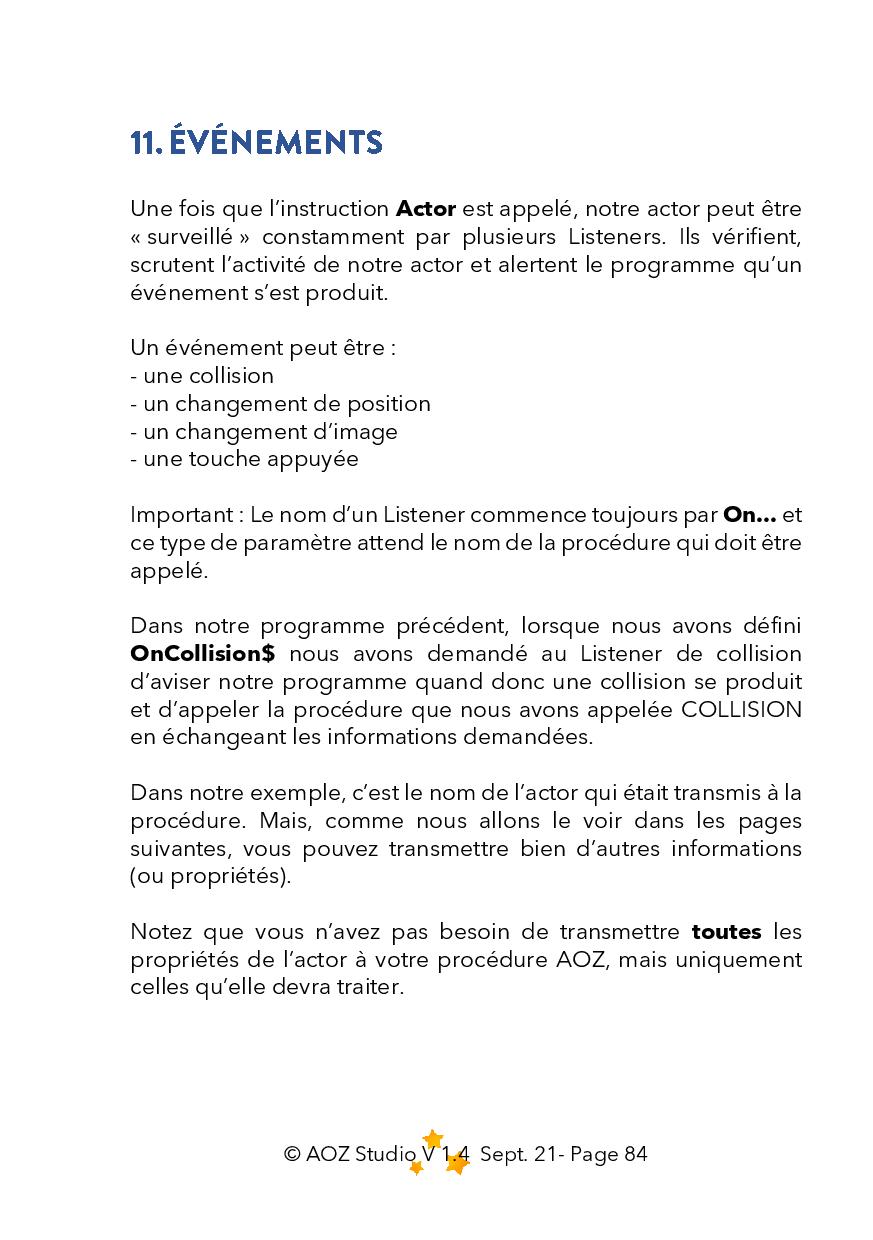 11. ÉVÉNEMENTS
Une fois que l’instruction Actor est appelé, notre actor peut être
« surveillé » constamment par plusieurs Listeners. Ils vérifient,
scrutent l’activité de notre actor et alertent le programme qu’un
événement s’est produit.
Un événement peut être :
- une collision
- un changement de position
- un changement d’image
- une touche appuyée
Important : Le nom d’un Listener commence toujours par On... et
ce type de paramètre attend le nom de la procédure qui doit être
appelé.
Dans notre programme précédent, lorsque nous avons défini
OnCollision$ nous avons demandé au Listener de collision
d’aviser notre programme quand donc une collision se produit
et d’appeler la procédure que nous avons appelée COLLISION
en échangeant les informations demandées.
Dans notre exemple, c’est le nom de l’actor qui était transmis à la
procédure. Mais, comme nous allons le voir dans les pages
suivantes, vous pouvez transmettre bien d’autres informations
(ou propriétés).
Notez que vous n’avez pas besoin de transmettre toutes les
propriétés de l’actor à votre procédure AOZ, mais uniquement
celles qu’elle devra traiter.
© AOZ Studio V 1.4 Sept. 21- Page 84